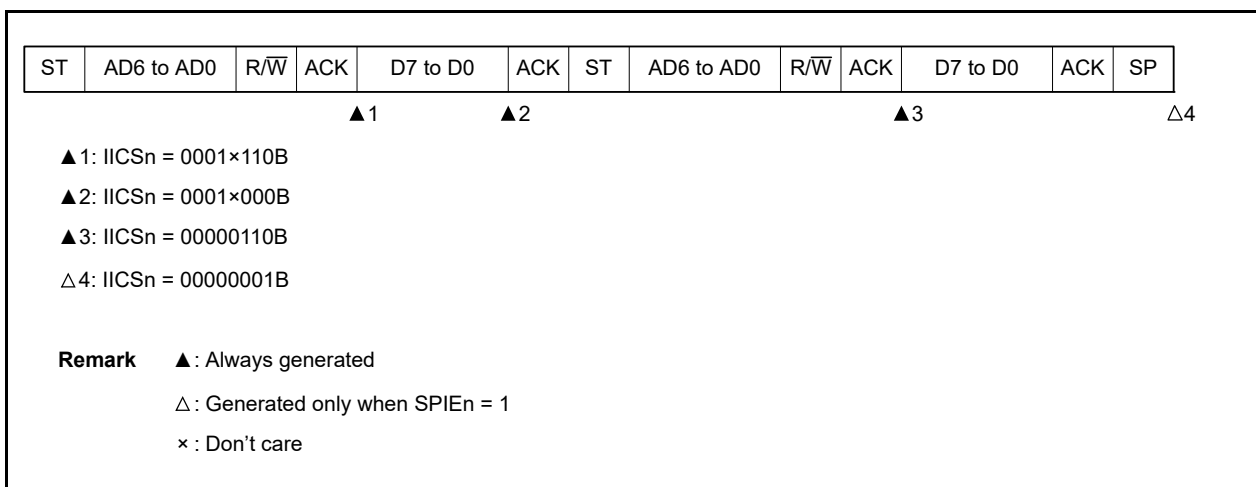 ST AD6 to AD0 R/W̅ ACK D7 to D0 ACK ST AD6 to AD0 R/W̅ ACK D7 to D0 ACK SP
▲1 ▲2 ▲3 △4
▲1: IICSn = 0001×110B
▲2: IICSn = 0001×000B
▲3: IICSn = 00000110B
△4: IICSn = 00000001B
Remark ▲: Always generated
△: Generated only when SPIEn = 1
×: Don't care